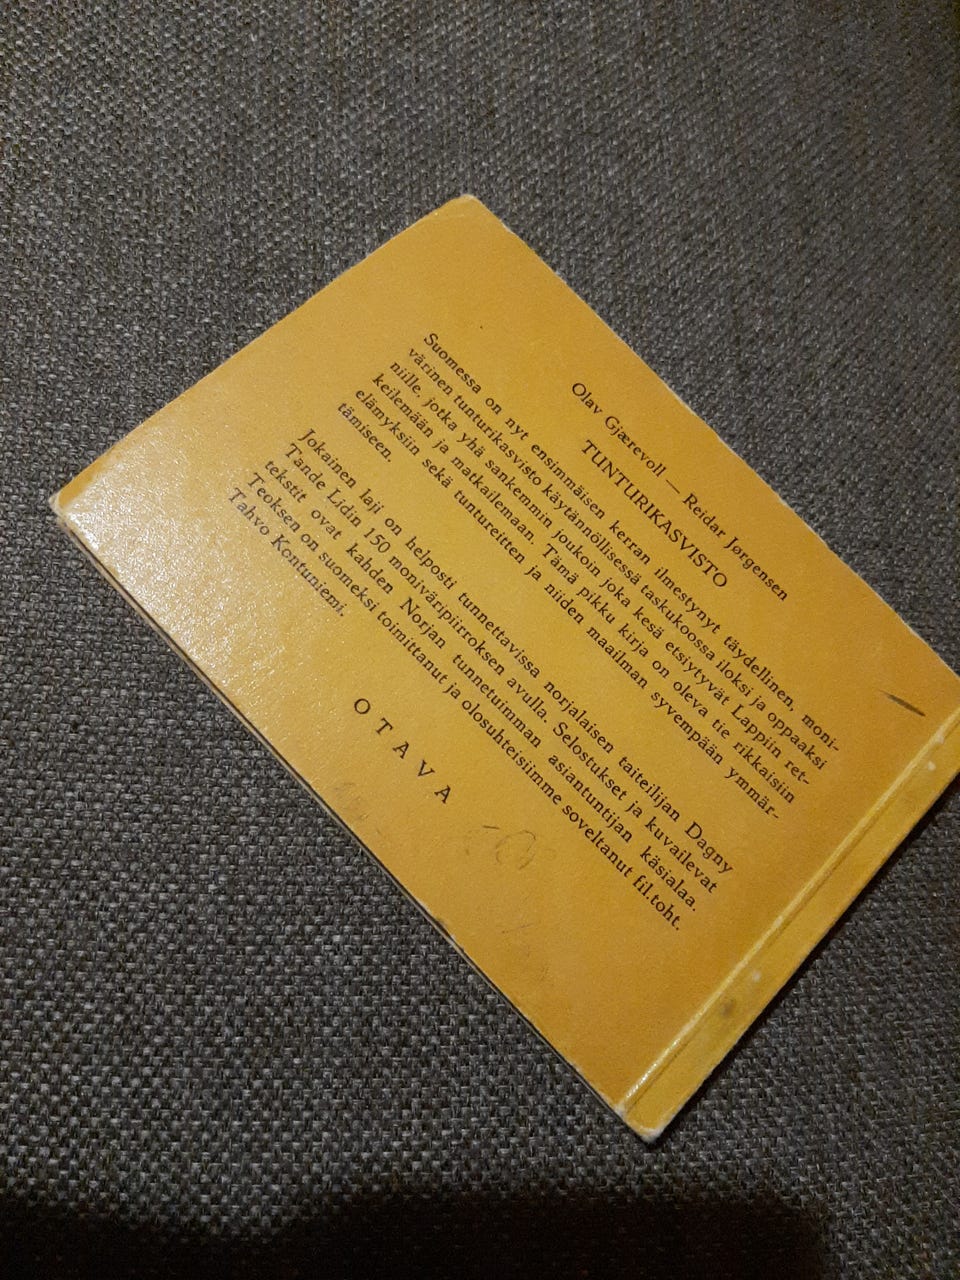 Olav Gjærevoll — Reidar Jørgensen
TUNTURIKASVISTO
Suomessa on nyt ensimmäisen kerran ilmestynyt täydellinen, moni-
värinen tunturikasvisto käytännöllisessä taskukoossa iloksi ja oppaaksi
niille, jotka yhä sankemmin joukoin joka kesä etsiytyvät Lappiin ret-
keilemään ja matkailemaan. Tämä pikku kirja on oleva tie rikkaisiin
elämyksiin sekä tuntureitten ja niiden maailman syvempään ymmär-
tämiseen.
Jokainen laji on helposti tunnettavissa norjalaisen taiteilijan Dagny
Tande Lidin 150 moniväripiirroksen avulla. Selostukset ja kuvailevat
tekstit ovat kahden Norjan tunnetuimman asiantuntijan käsialaa.
Teoksen on suomeksi toimittanut ja olosuhteisiimme soveltanut fil.toht.
Tahvo Kontuniemi.
OTAVA